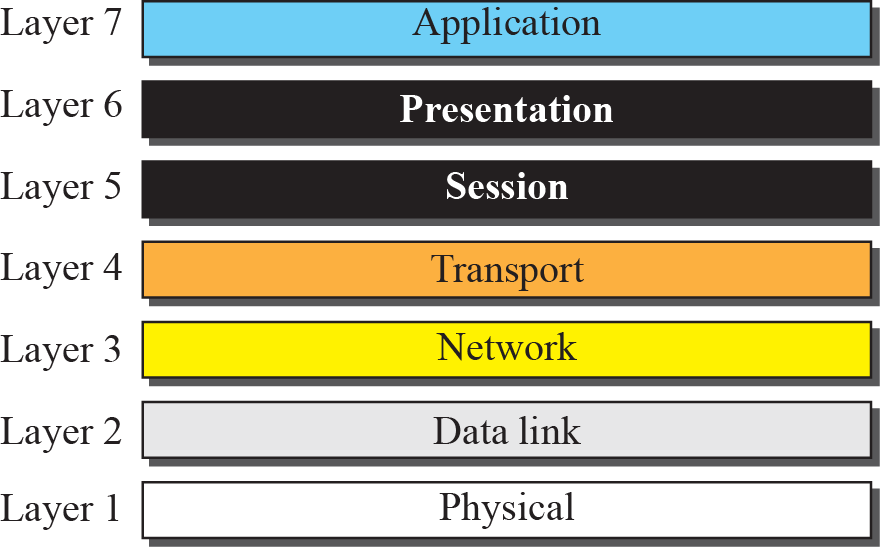 Layer 7 Application
Layer 6 Presentation
Layer 5 Session
Layer 4 Transport
Layer 3 Network
Layer 2 Data link
Layer 1 Physical